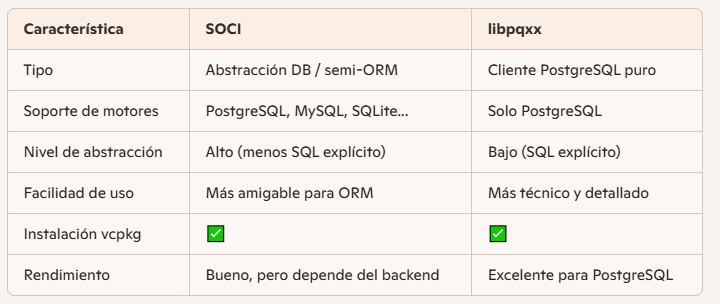 Característica SOCI libpqxx
Tipo Abstracción DB / semi-ORM Cliente PostgreSQL puro
Soporte de motores PostgreSQL, MySQL, SQLite... Solo PostgreSQL
Nivel de abstracción Alto (menos SQL explícito) Bajo (SQL explícito)
Facilidad de uso Más amigable para ORM Más técnico y detallado
Instalación vcpkg ✅ ✅
Rendimiento Bueno, pero depende del backend Excelente para PostgreSQL